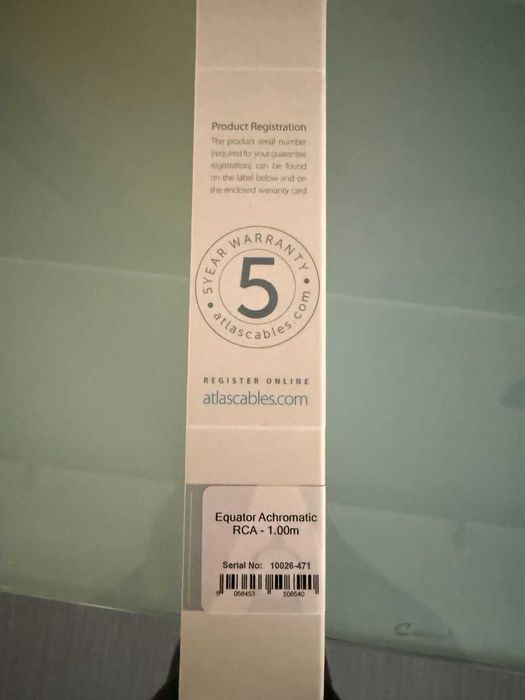 Product Registration
The product serial number
(required for your guarantee
registration) can be found
on the label below and on
the enclosed warranty card
5 YEAR WARRANTY
5
atlascables.com
REGISTER ONLINE
atlascables.com
Equator Achromatic
RCA - 1.00m
Serial No: 10026-471
5 056453 506540